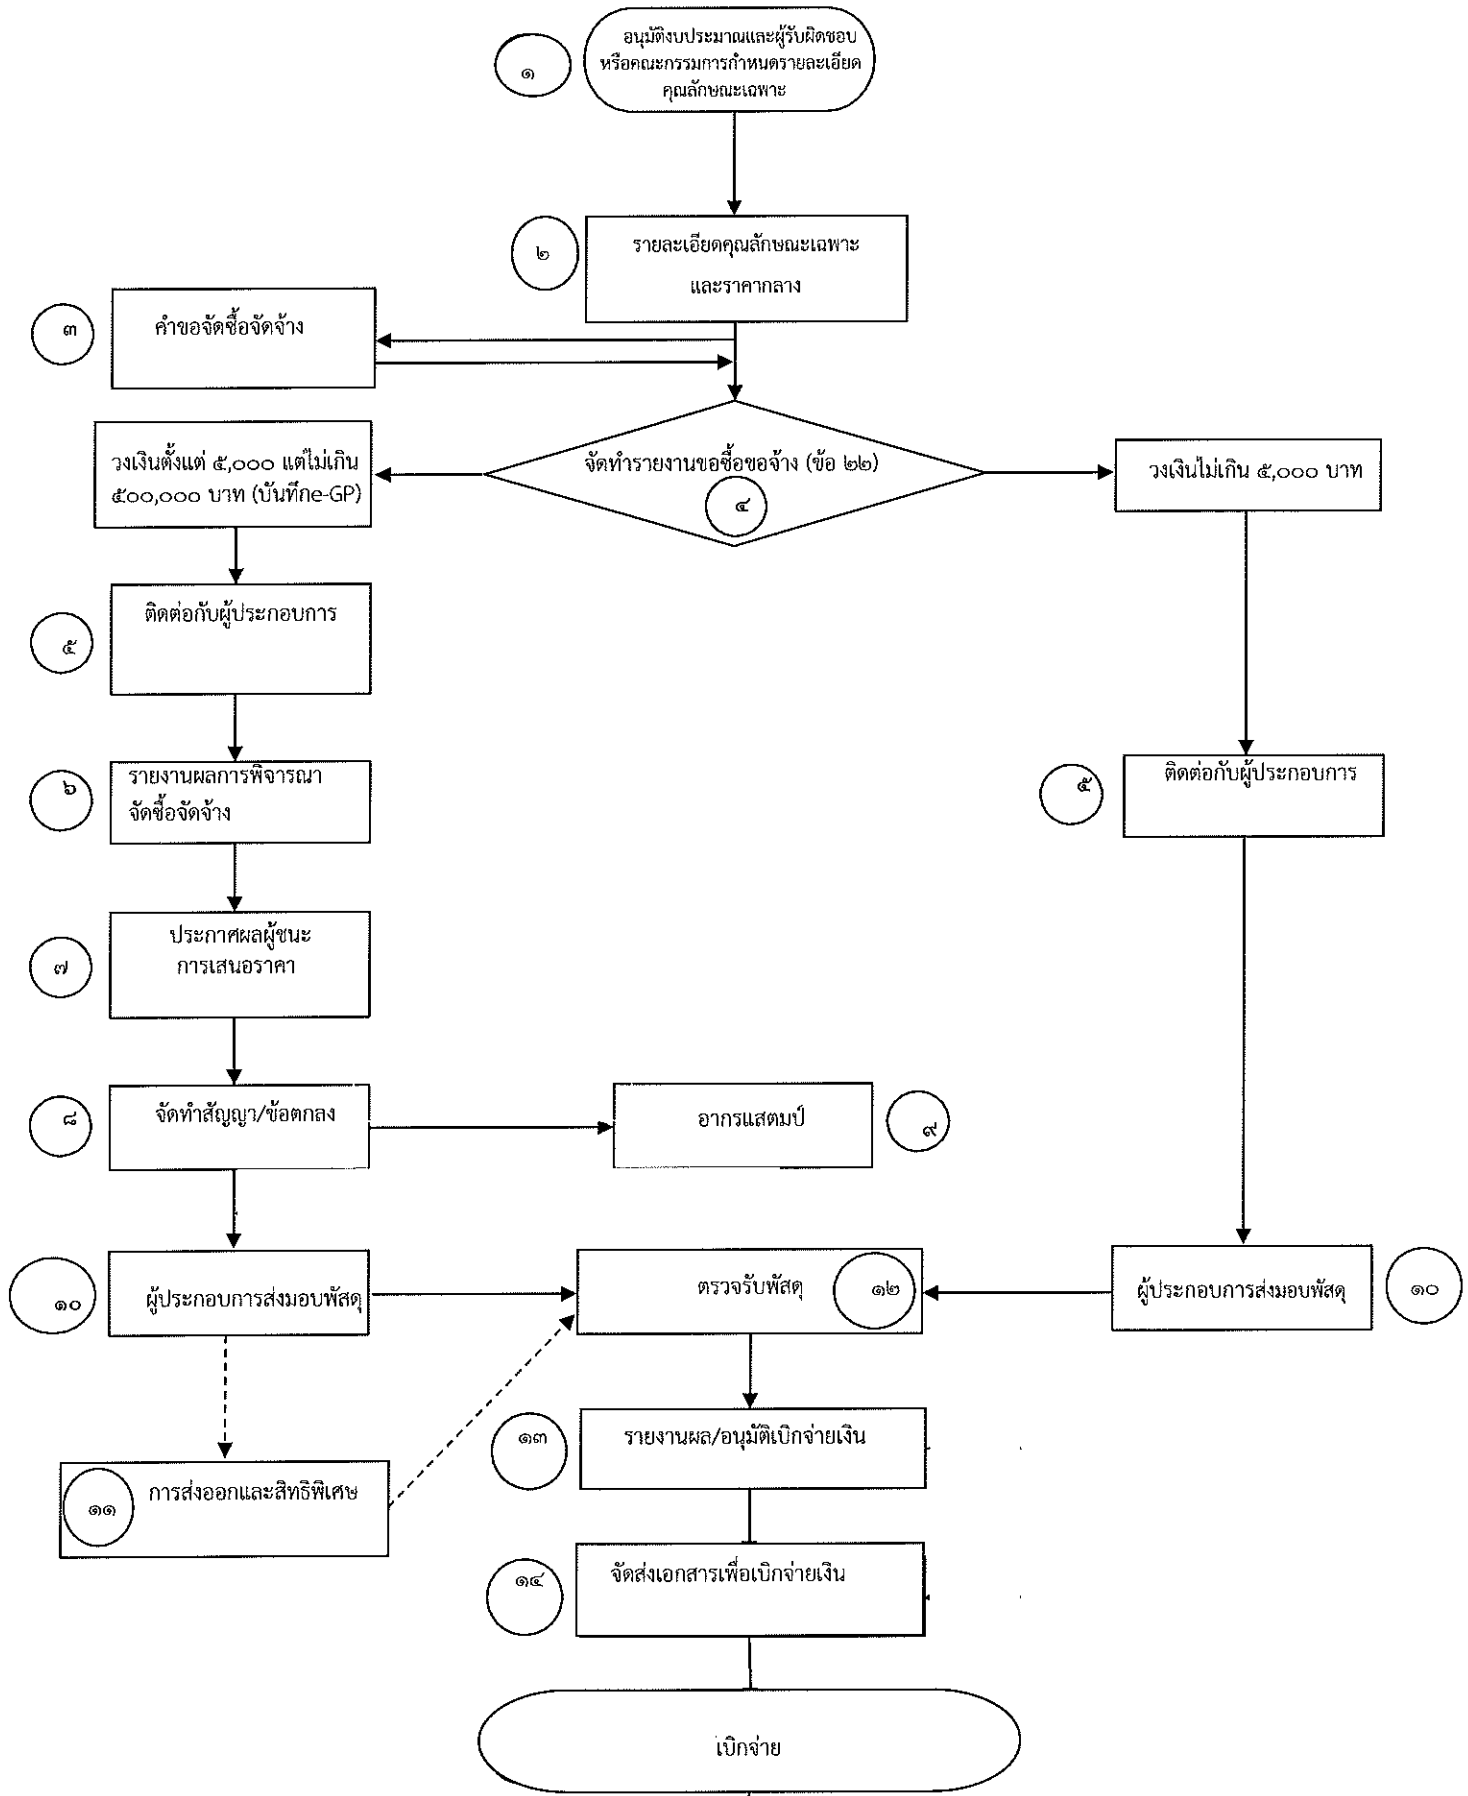 ๑
อนุมัติงบประมาณและผู้รับผิดชอบ
หรือคณะกรรมการกำหนดรายละเอียด
คุณลักษณะเฉพาะ
๒
รายละเอียดคุณลักษณะเฉพาะ
และราคากลาง
๓
คำขอจัดซื้อจัดจ้าง
วงเงินตั้งแต่ ๕,๐๐๐ แต่ไม่เกิน
๕๐๐,๐๐๐ บาท (บันทึกe-GP)
จัดทำรายงานขอซื้อขอจ้าง (ข้อ ๒๒)
๔
วงเงินไม่เกิน ๕,๐๐๐ บาท
๕
ติดต่อกับผู้ประกอบการ
๖
รายงานผลการพิจารณา
จัดซื้อจัดจ้าง
๕
ติดต่อกับผู้ประกอบการ
๗
ประกาศผลผู้ชนะ
การเสนอราคา
๘
จัดทำสัญญา/ข้อตกลง
อากรแสตมป์
๙
๑๐
ผู้ประกอบการส่งมอบพัสดุ
ตรวจรับพัสดุ
๑๒
ผู้ประกอบการส่งมอบพัสดุ
๑๐
๑๑
การส่งออกและสิทธิพิเศษ
๑๓
รายงานผล/อนุมัติเบิกจ่ายเงิน
๑๔
จัดส่งเอกสารเพื่อเบิกจ่ายเงิน
เบิกจ่าย